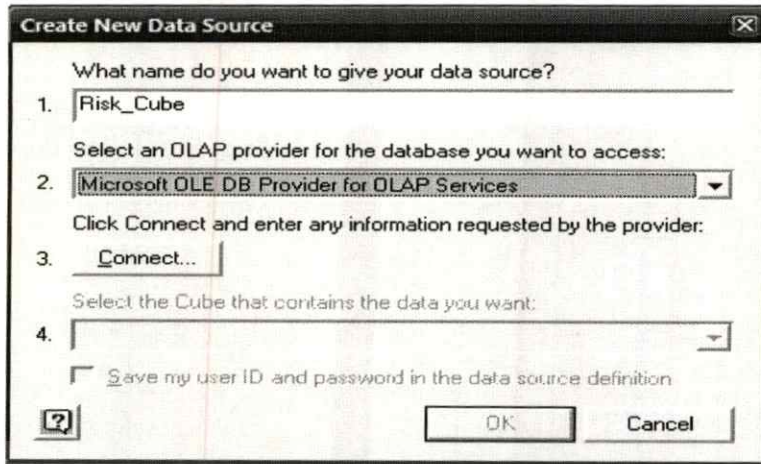 Create New Data Source
What name do you want to give your data source?
1. Risk_Cube
Select an OLAP provider for the database you want to access:
2. Microsoft OLE DB Provider for OLAP Services
Click Connect and enter any information requested by the provider:
3. Connect...
Select the Cube that contains the data you want:
4.
Save my user ID and password in the data source definition
? OK Cancel